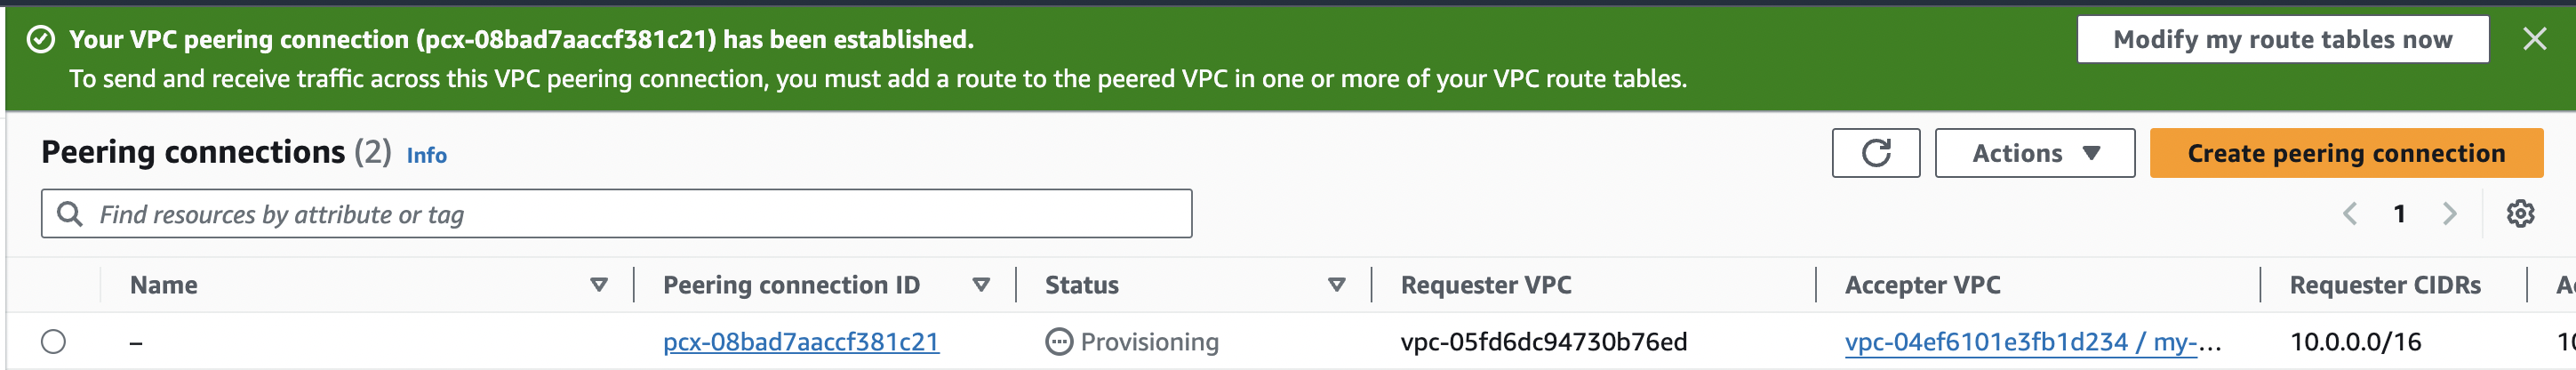 Your VPC peering connection (pcx-08bad7aaccf381c21) has been established.
Modify my route tables now
To send and receive traffic across this VPC peering connection, you must add a route to the peered VPC in one or more of your VPC route tables.
Peering connections (2) Info
Actions
Create peering connection
Find resources by attribute or tag
1
Name Peering connection ID Status Requester VPC Accepter VPC Requester CIDRs
– pcx-08bad7aaccf381c21 Provisioning vpc-05fd6dc94730b76ed vpc-04ef6101e3fb1d234 / my-... 10.0.0.0/16